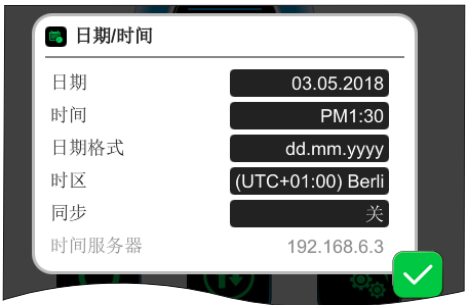 日期/时间
日期 03.05.2018
时间 PM1:30
日期格式 dd.mm.yyyy
时区 (UTC+01:00) Berli
同步 关
时间服务器 192.168.6.3